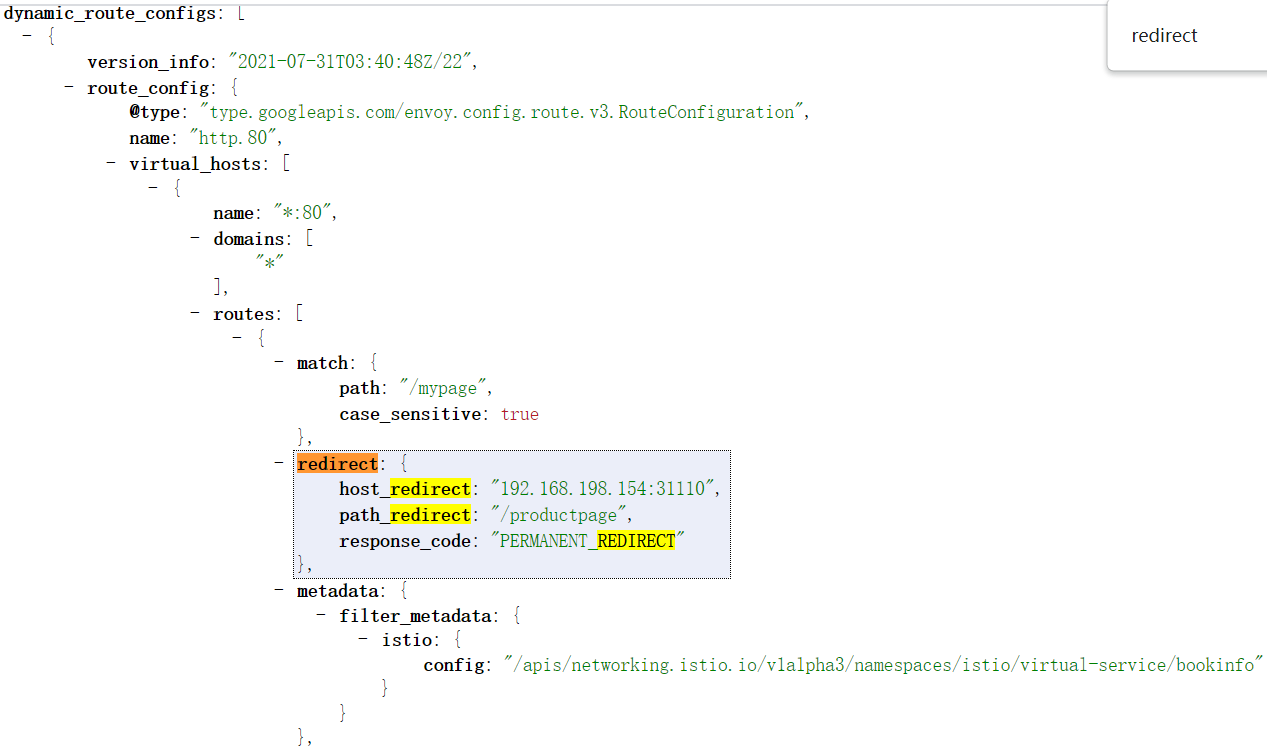 dynamic_route_configs: [
redirect
- {
version_info: "2021-07-31T03:40:48Z/22",
- route_config: {
@type: "type.googleapis.com/envoy.config.route.v3.RouteConfiguration",
name: "http.80",
- virtual_hosts: [
- {
name: "*:80",
- domains: [
"*"
],
- routes: [
- {
- match: {
path: "/mypage",
case_sensitive: true
},
- redirect: {
host_redirect: "192.168.198.154:31110",
path_redirect: "/productpage",
response_code: "PERMANENT_REDIRECT"
},
- metadata: {
- filter_metadata: {
- istio: {
config: "/apis/networking.istio.io/v1alpha3/namespaces/istio/virtual-service/bookinfo"
}
}
},